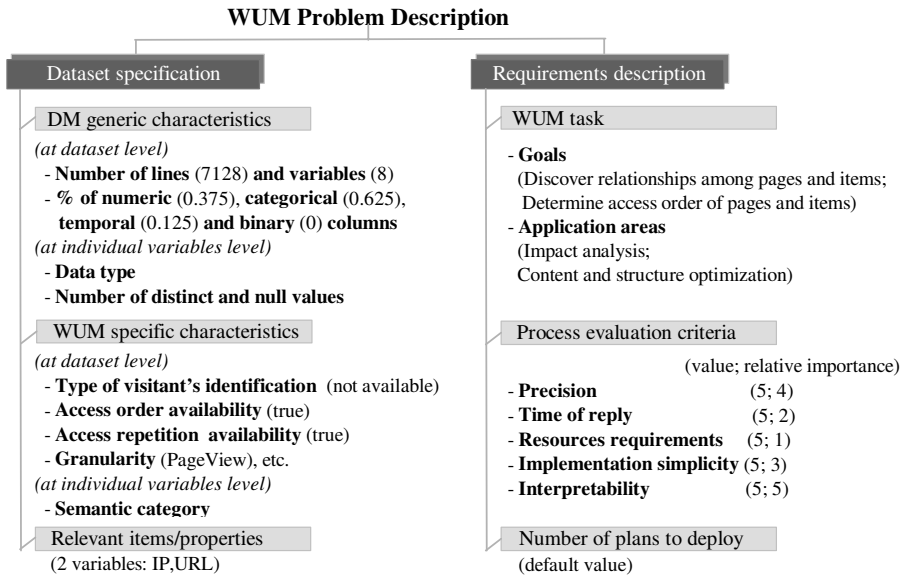 WUM Problem Description
Dataset specification
DM generic characteristics
(at dataset level)
- Number of lines (7128) and variables (8)
- % of numeric (0.375), categorical (0.625),
temporal (0.125) and binary (0) columns
(at individual variables level)
- Data type
- Number of distinct and null values
WUM specific characteristics
(at dataset level)
- Type of visitant's identification (not available)
- Access order availability (true)
- Access repetition availability (true)
- Granularity (PageView), etc.
(at individual variables level)
- Semantic category
Relevant items/properties
(2 variables: IP,URL)
Requirements description
WUM task
- Goals
(Discover relationships among pages and items;
Determine access order of pages and items)
- Application areas
(Impact analysis;
Content and structure optimization)
Process evaluation criteria
(value; relative importance)
- Precision (5; 4)
- Time of reply (5; 2)
- Resources requirements (5; 1)
- Implementation simplicity (5; 3)
- Interpretability (5; 5)
Number of plans to deploy
(default value)